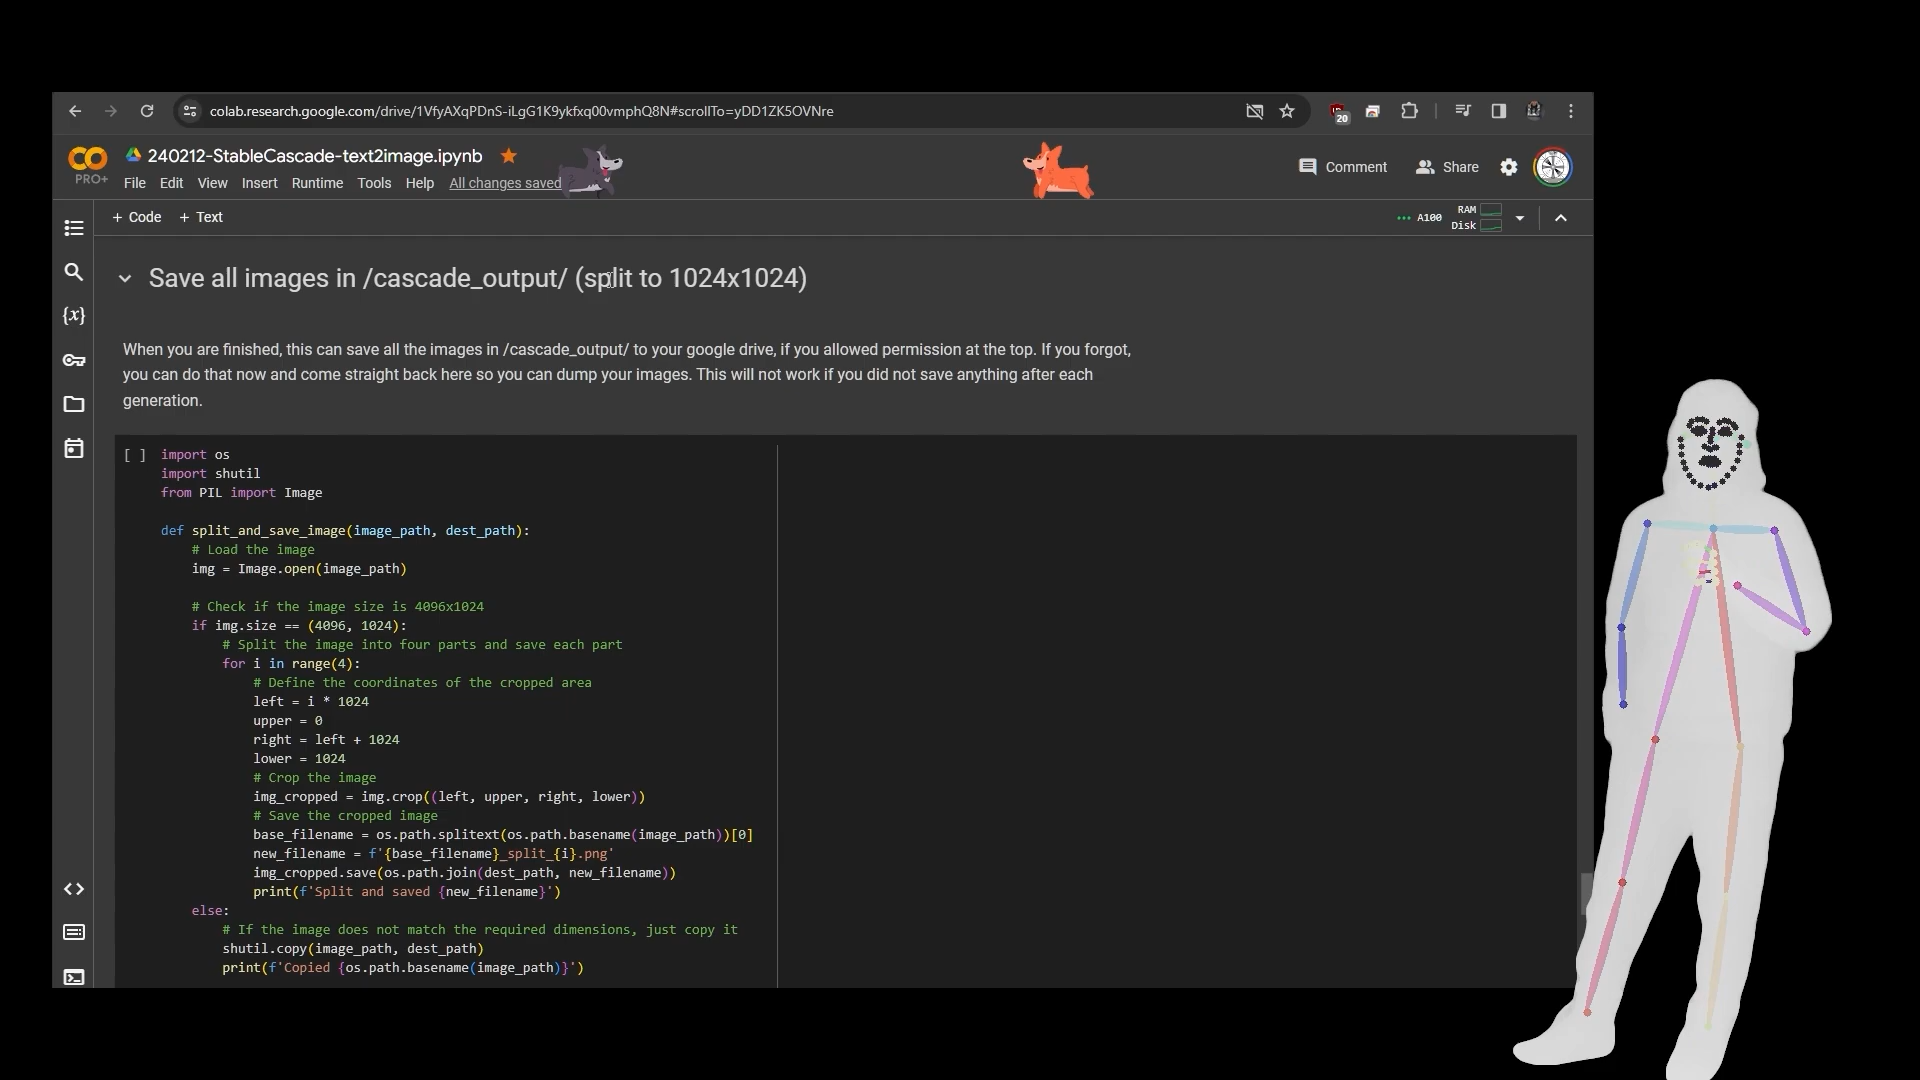 colab.research.google.com/drive/1VfyAXqPDnS-iLgG1K9ykfxq00vmphQ8N#scrollTo=yDD1ZK5OVNre
20
240212-StableCascade-text2image.ipynb
PRO+
File Edit View Insert Runtime Tools Help All changes saved
Comment
Share
+ Code + Text
A100
RAM
Disk
Save all images in /cascade_output/ (split to 1024x1024)
When you are finished, this can save all the images in /cascade_output/ to your google drive, if you allowed permission at the top. If you forgot,
you can do that now and come straight back here so you can dump your images. This will not work if you did not save anything after each
generation.
[ ] import os
import shutil
from PIL import Image
def split_and_save_image(image_path, dest_path):
# Load the image
img = Image.open(image_path)
# Check if the image size is 4096x1024
if img.size == (4096, 1024):
# Split the image into four parts and save each part
for i in range(4):
# Define the coordinates of the cropped area
left = i * 1024
upper = 0
right = left + 1024
lower = 1024
# Crop the image
img_cropped = img.crop((left, upper, right, lower))
# Save the cropped image
base_filename = os.path.splitext(os.path.basename(image_path))[0]
new_filename = f'{base_filename}_split_{i}.png'
img_cropped.save(os.path.join(dest_path, new_filename))
print(f'Split and saved {new_filename}')
else:
# If the image does not match the required dimensions, just copy it
shutil.copy(image_path, dest_path)
print(f'Copied {os.path.basename(image_path)}')